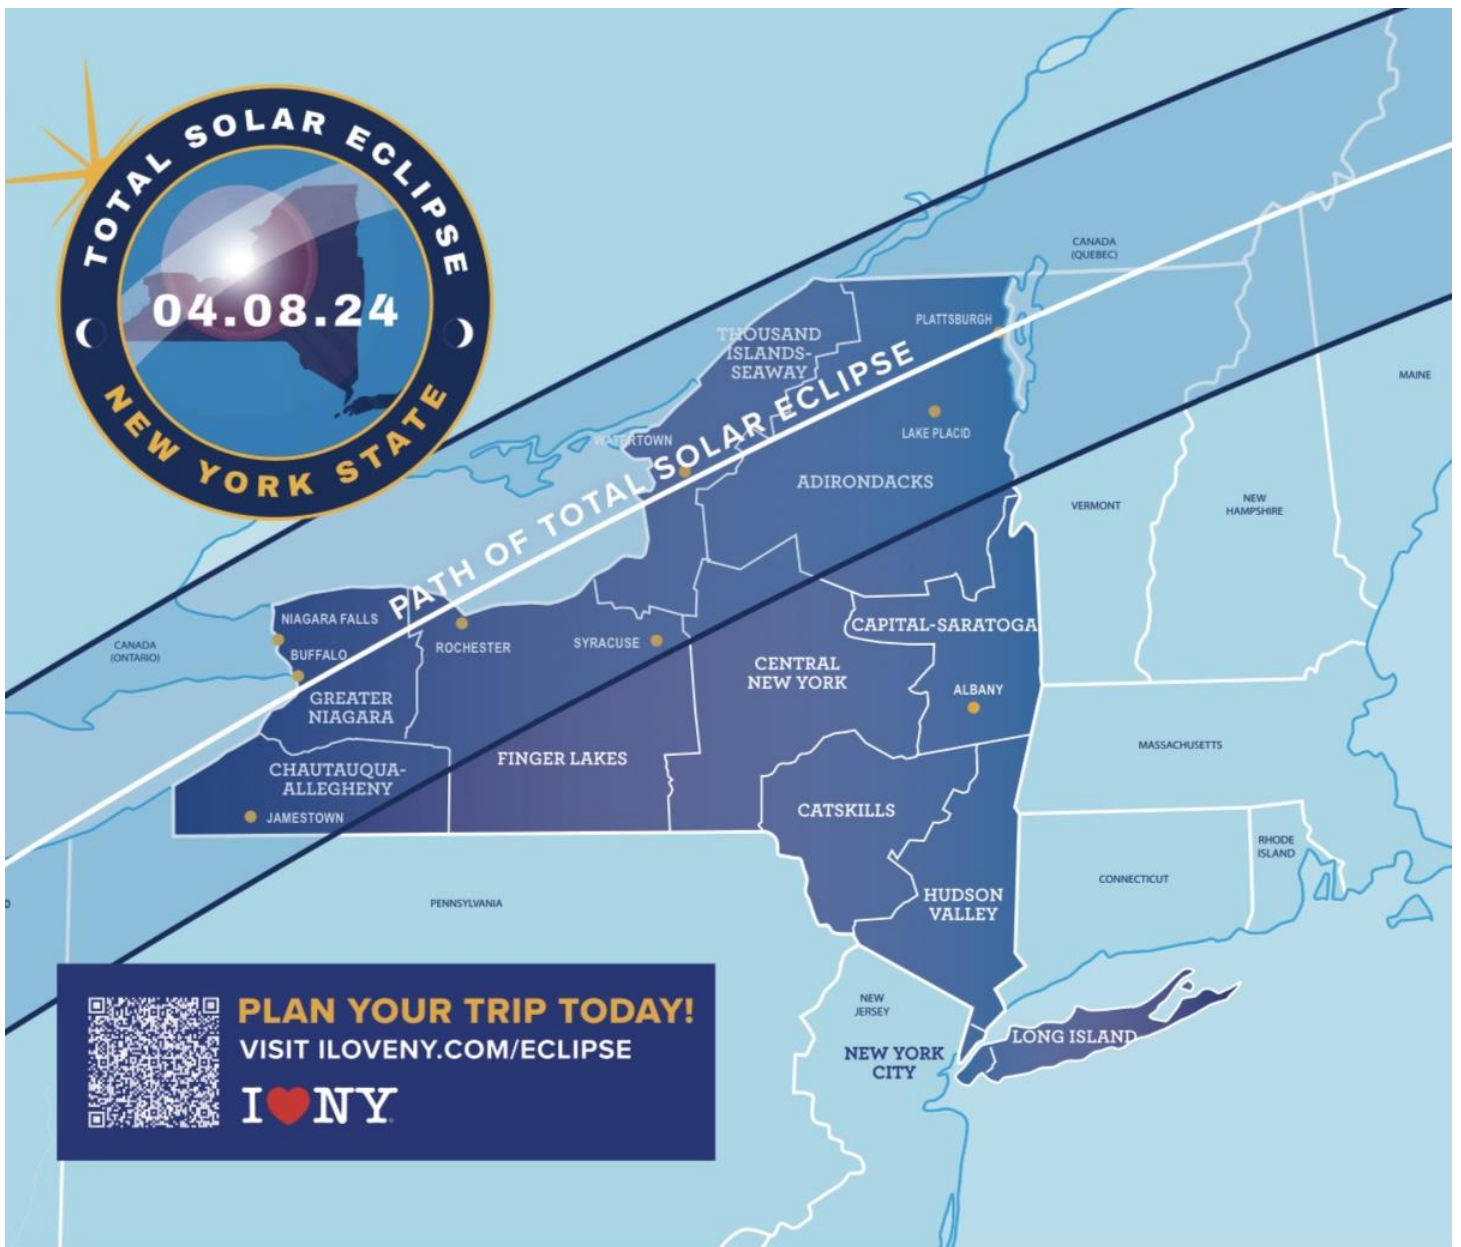 TOTAL SOLAR ECLIPSE
04.08.24
NEW YORK STATE
CANADA
(QUEBEC)
PLATTSBURGH
THOUSAND
ISLANDS-
SEAWAY
MAINE
LAKE PLACID
WATERTOWN
ADIRONDACKS
PATH OF TOTAL SOLAR ECLIPSE
VERMONT
NEW
HAMPSHIRE
NIAGARA FALLS
CANADA
(ONTARIO)
BUFFALO
ROCHESTER
SYRACUSE
CAPITAL-SARATOGA
CENTRAL
NEW YORK
ALBANY
GREATER
NIAGARA
MASSACHUSETTS
FINGER LAKES
CHAUTAUQUA-
ALLEGHENY
JAMESTOWN
CATSKILLS
RHODE
ISLAND
CONNECTICUT
HUDSON
VALLEY
PENNSYLVANIA
NEW
JERSEY
NEW YORK
CITY
LONG ISLAND
PLAN YOUR TRIP TODAY!
VISIT ILOVENY.COM/ECLIPSE
I NY